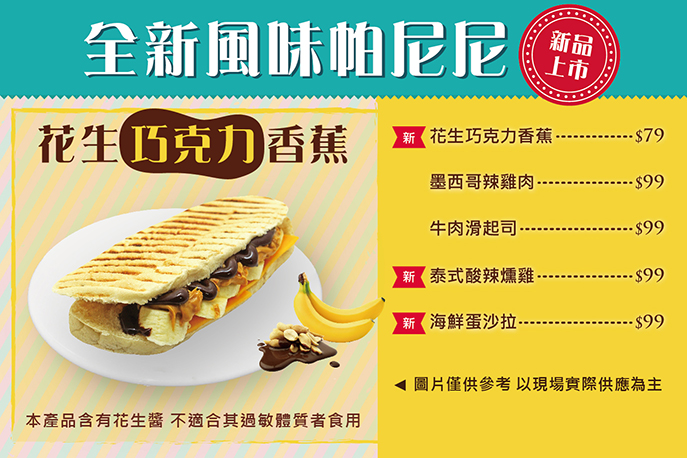 全新風味帕尼尼
新品
上市
花生巧克力香蕉
新 花生巧克力香蕉--------------$79
墨西哥辣雞肉-----------------$99
牛肉滑起司--------------------$99
新 泰式酸辣燻雞-----------------$99
新 海鮮蛋沙拉--------------------$99
◀ 圖片僅供參考 以現場實際供應為主
本產品含有花生醬 不適合其過敏體質者食用